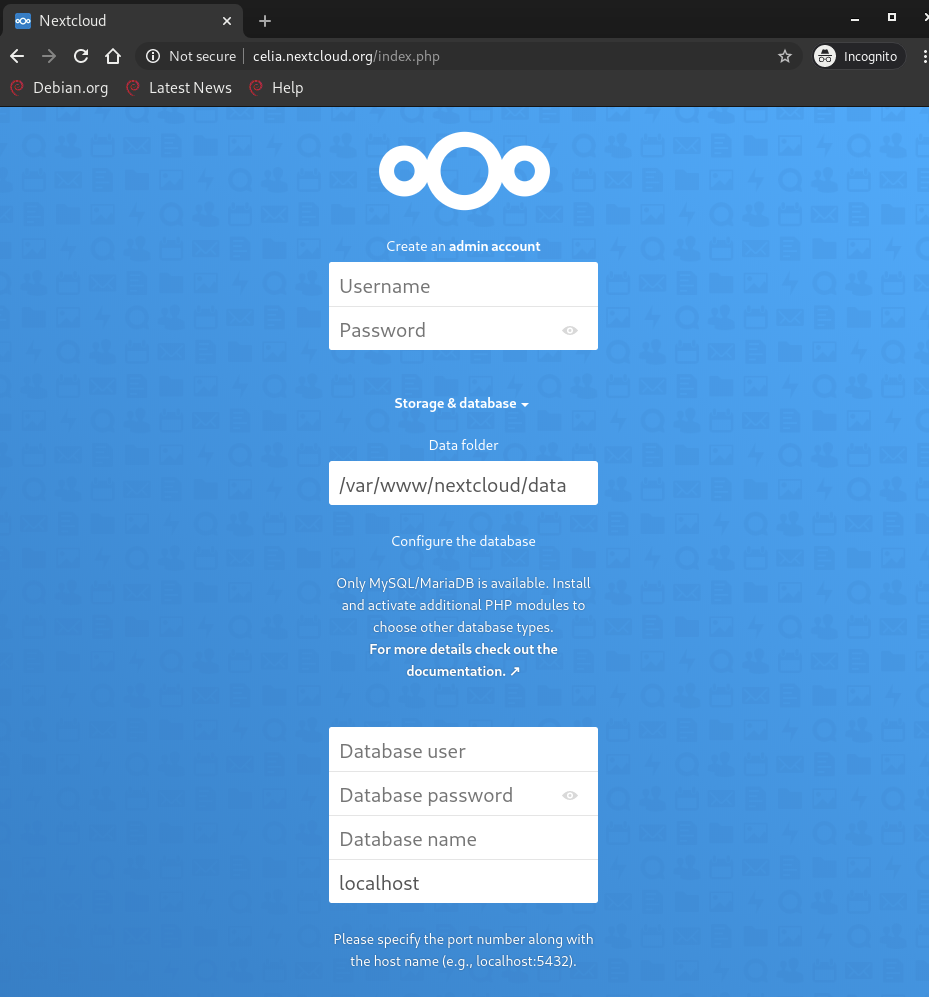 Nextcloud
Not secure celia.nextcloud.org/index.php Incognito
Debian.org Latest News Help
Create an admin account
Username
Password
Storage & database
Data folder
/var/www/nextcloud/data
Configure the database
Only MySQL/MariaDB is available. Install
and activate additional PHP modules to
choose other database types.
For more details check out the
documentation. ↗
Database user
Database password
Database name
localhost
Please specify the port number along with
the host name (e.g., localhost:5432).